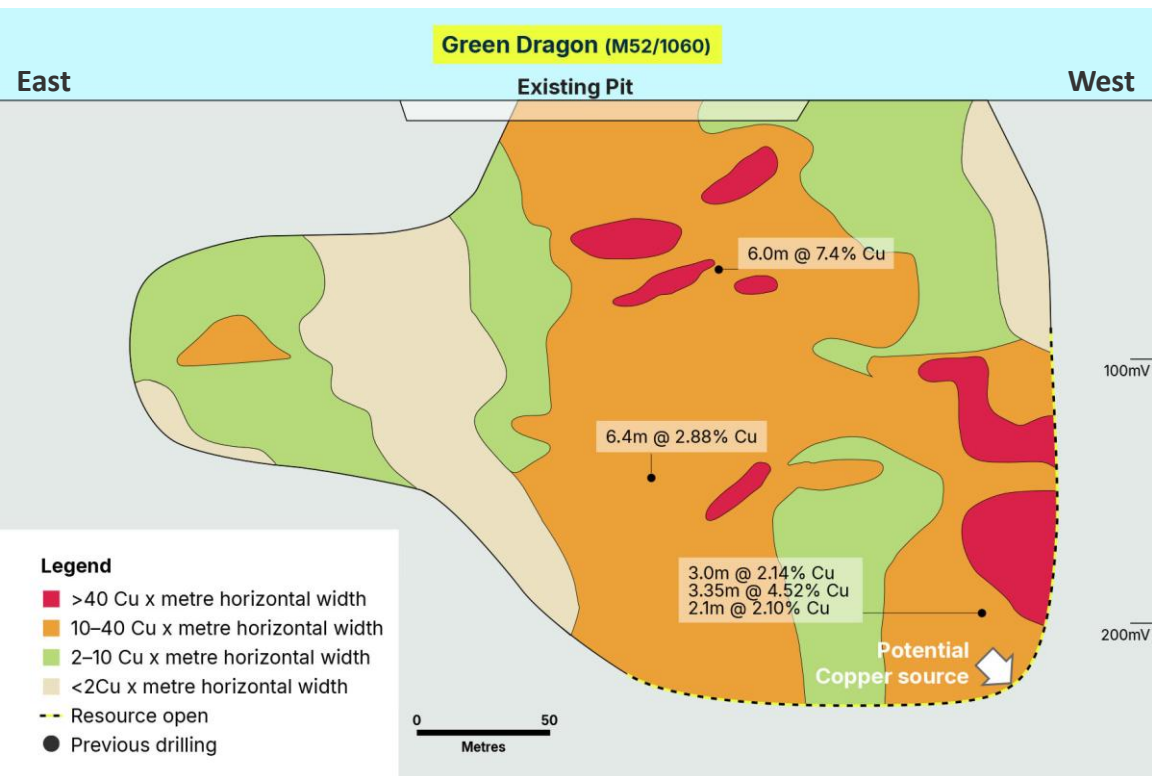 Green Dragon (M52/1060)
East
Existing Pit
West
6.0m @ 7.4% Cu
100mV
6.4m @ 2.88% Cu
3.0m @ 2.14% Cu
3.35m @ 4.52% Cu
2.1m @ 2.10% Cu
200mV
Potential
Copper source
Legend
>40 Cu x metre horizontal width
10–40 Cu x metre horizontal width
2–10 Cu x metre horizontal width
<2Cu x metre horizontal width
Resource open
Previous drilling
0 50
Metres